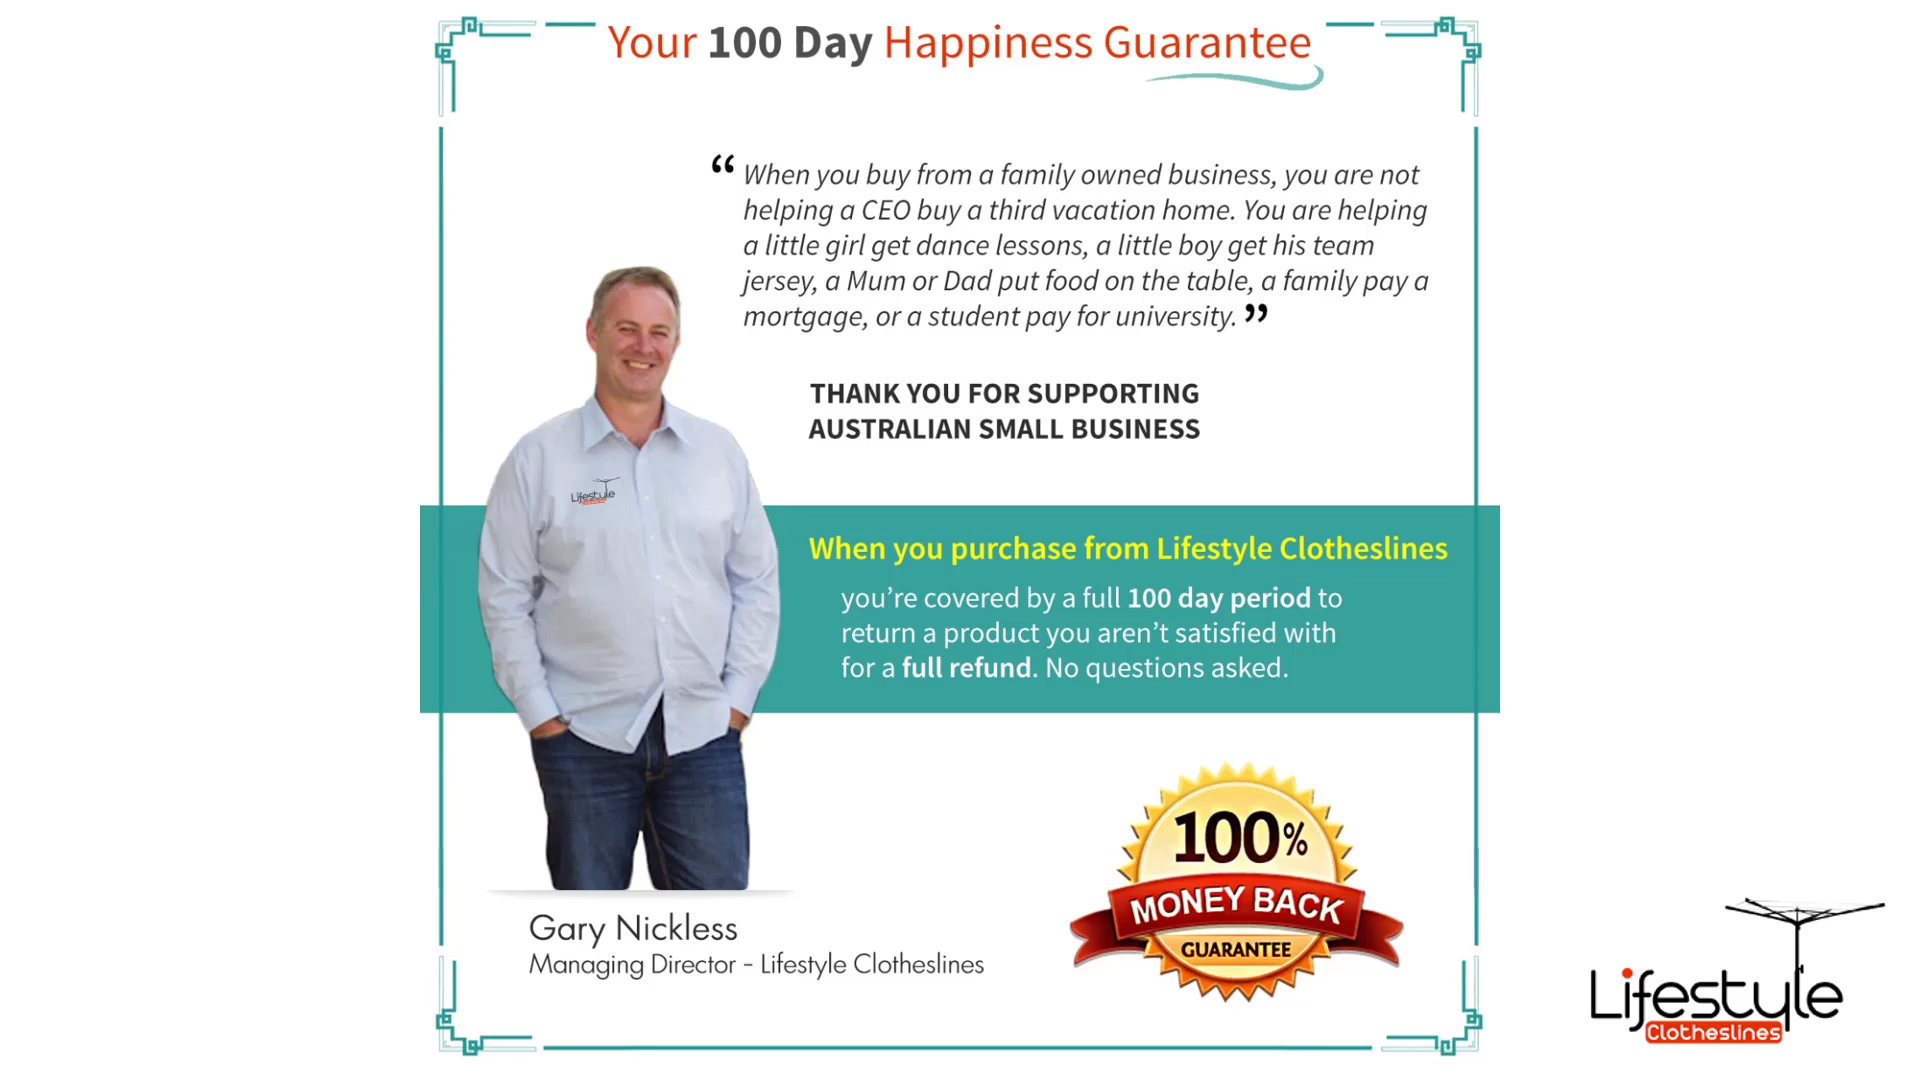 Your 100 Day Happiness Guarantee
“ When you buy from a family owned business, you are not
helping a CEO buy a third vacation home. You are helping
a little girl get dance lessons, a little boy get his team
jersey, a Mum or Dad put food on the table, a family pay a
mortgage, or a student pay for university. ”
THANK YOU FOR SUPPORTING
AUSTRALIAN SMALL BUSINESS
Lifestyle
When you purchase from Lifestyle Clotheslines
you’re covered by a full 100 day period to
return a product you aren’t satisfied with
for a full refund. No questions asked.
100%
MONEY BACK
GUARANTEE
Gary Nickless
Managing Director - Lifestyle Clotheslines
Lifestyle
Clotheslines